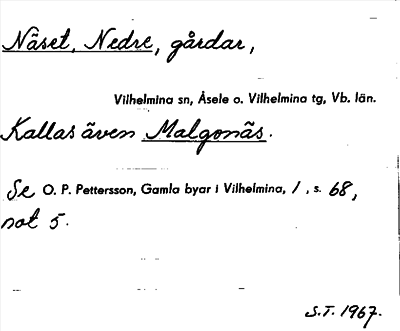 Näset, Nedre, gårdar,
Vilhelmina sn, Åsele o. Vilhelmina tg, Vb. län.
Kallas även Malgonäs.
Se O. P. Pettersson, Gamla byar i Vilhelmina, 1, s. 68,
not 5.
S.T. 1967.